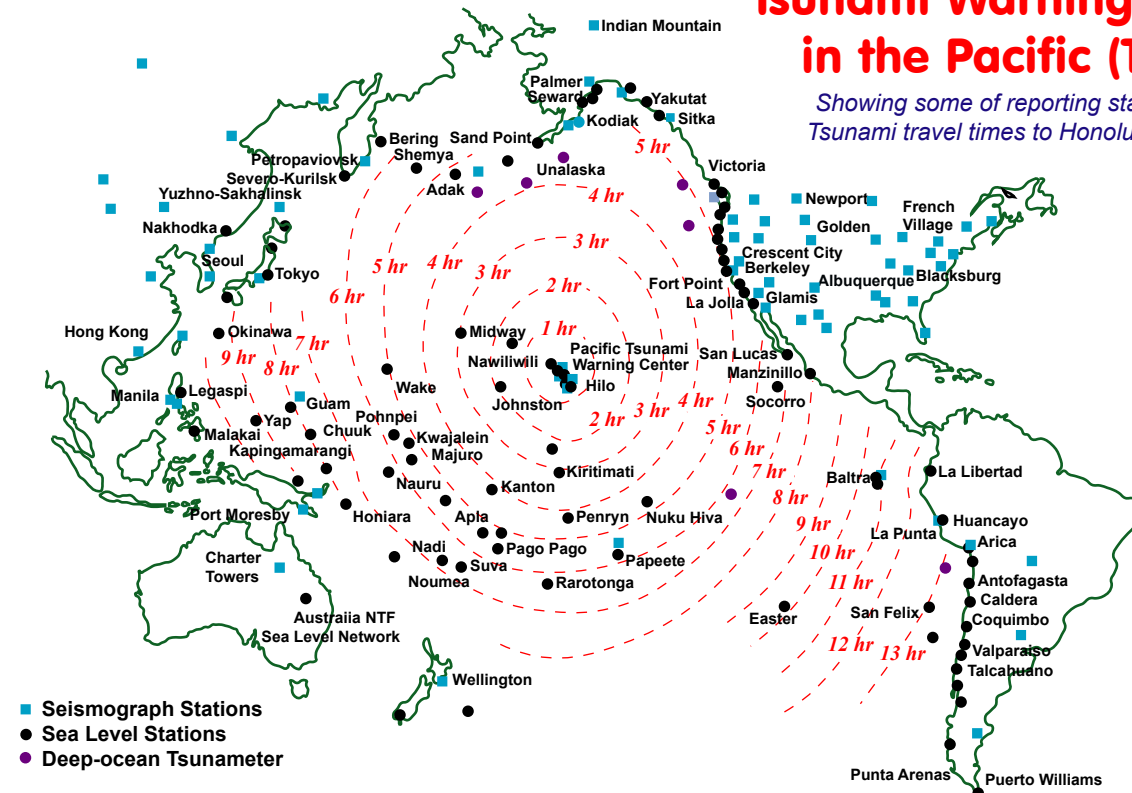 Tsunami Warning
in the Pacific (T
Showing some of reporting sta
Tsunami travel times to Honolu
Indian Mountain
Palmer
Seward
Yakutat
Sitka
Kodiak
Bering
Shemya
Sand Point
Unalaska
Adak
Petropaviovsk
Severo-Kurilsk
Yuzhno-Sakhalinsk
Nakhodka
Seoul
Tokyo
5 hr
Victoria
Newport
Golden
French
Village
Crescent City
Berkeley
Fort Point
La Jolla
Glamis
Albuquerque
Blacksburg
4 hr
3 hr
2 hr
1 hr
5 hr
4 hr
3 hr
6 hr
7 hr
8 hr
9 hr
Hong Kong
Okinawa
Midway
Nawiliwili
Pacific Tsunami
Warning Center
Hilo
Johnston
San Lucas
Manzinillo
Socorro
Manila
Legaspi
Wake
Guam
Yap
Pohnpei
Chuuk
Malakai
Kapingamarangi
Kwajalein
Majuro
Nauru
Kiritimati
Kanton
2 hr
3 hr
4 hr
5 hr
6 hr
7 hr
8 hr
9 hr
10 hr
11 hr
12 hr
13 hr
Baltra
La Libertad
Port Moresby
Honiara
Apla
Penryn
Nuku Hiva
La Punta
Huancayo
Arica
Charter
Towers
Nadi
Noumea
Suva
Pago Pago
Papeete
Rarotonga
Antofagasta
Caldera
Coquimbo
San Felix
Easter
Valparaiso
Talcahuano
Australia NTF
Sea Level Network
Wellington
Seismograph Stations
Sea Level Stations
Deep-ocean Tsunameter
Punta Arenas
Puerto Williams